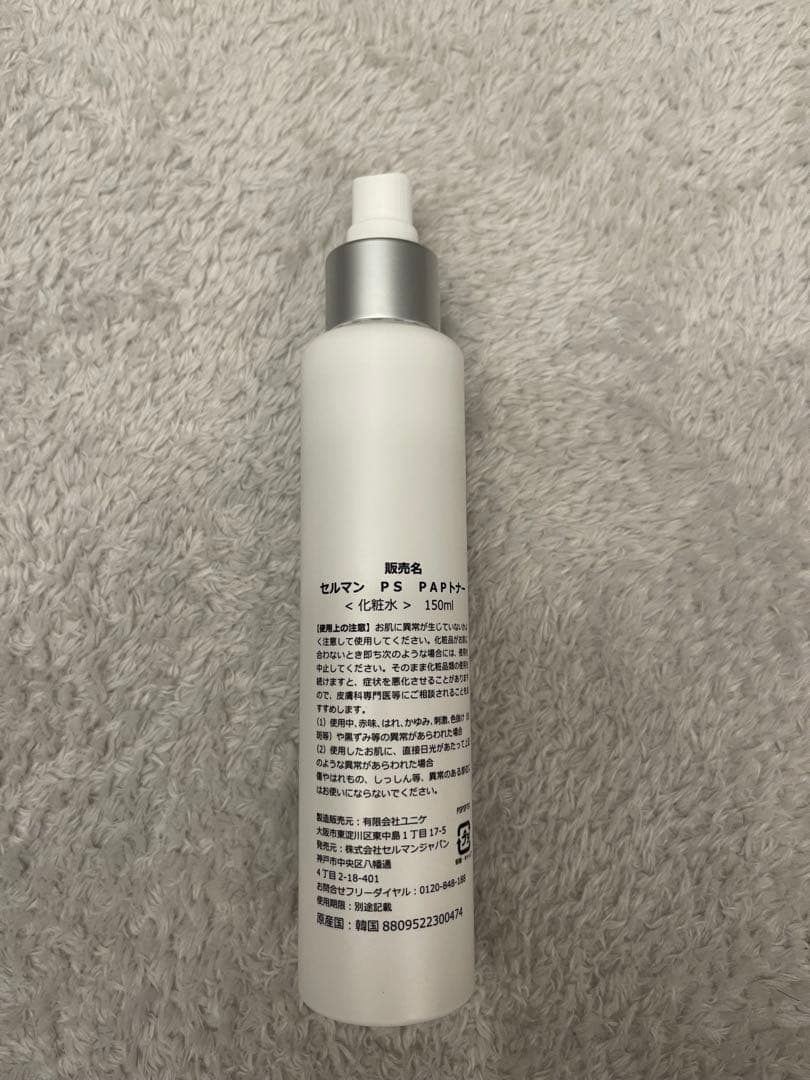 販売名
セルマン PS PAPトナー
＜化粧水＞ 150ml
【使用上の注意】お肌に異常が生じていないかよ
く注意して使用してください。化粧品がお肌に
合わないとき即ち次のような場合には、使用を
中止してください。そのまま化粧品類の使用を
続けますと、症状を悪化させることがあります
ので、皮膚科専門医等にご相談されることをお
すすめします。
(1) 使用中、赤味、はれ、かゆみ、刺激、色抜け（白
斑等）や黒ずみ等の異常があらわれた場合
(2) 使用したお肌に、直接日光があたって上記
のような異常があらわれた場合
傷やはれもの、しっしん等、異常のある部位に
はお使いにならないでください。
製造販売元：有限会社ユニケ
大阪市東淀川区東中島１丁目17-5
発売元：株式会社セルマンジャパン
神戸市中央区八幡通
４丁目2-18-401
お問合せフリーダイヤル：0120-848-188
使用期限：別途記載
原産国：韓国 8809522300474
プラ